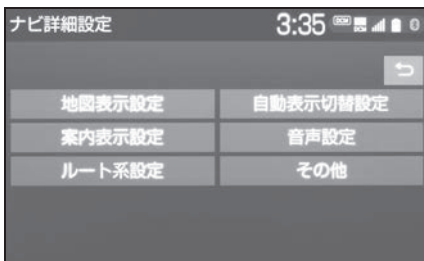 ナビ詳細設定 3:35
地図表示設定 自動表示切替設定
案内表示設定 音声設定
ルート系設定 その他